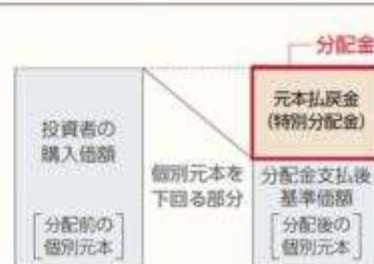 分配金
元本払戻金
(特別分配金)
投資者の
購入価額
[分配前の
個別元本]
個別元本を
下回る部分
分配金支払後
基準価額
[分配後の
個別元本]